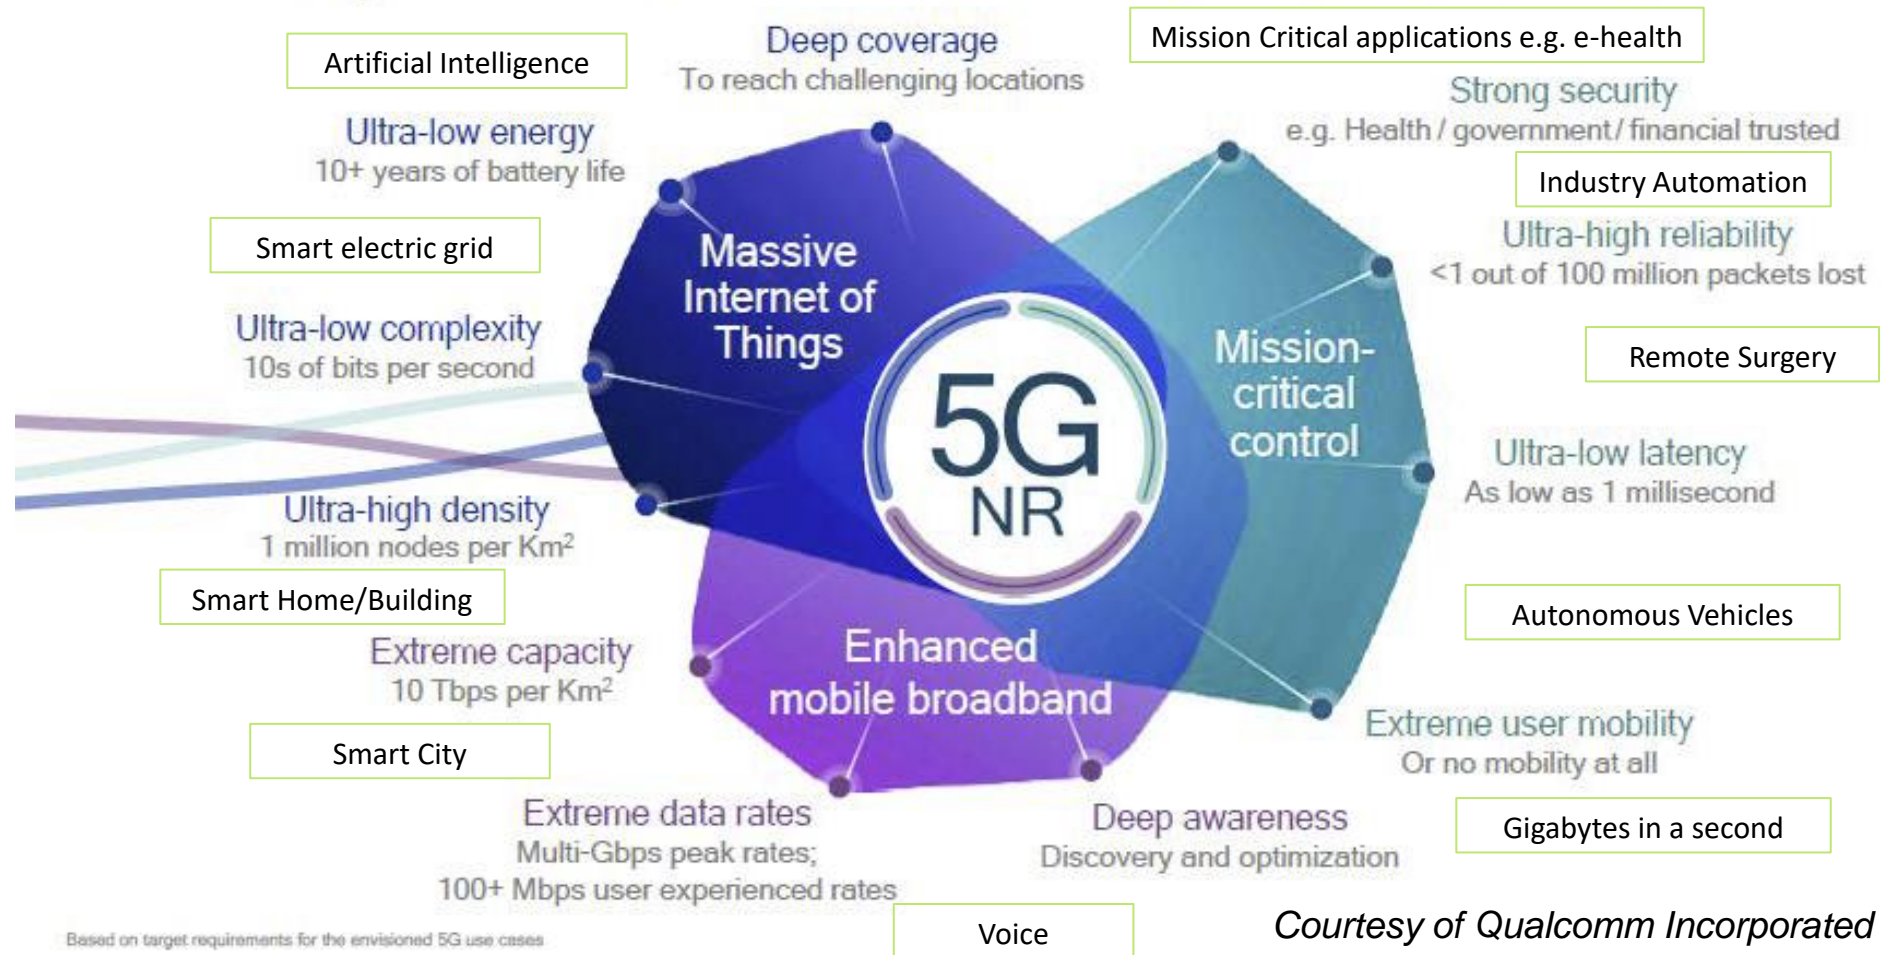 Artificial Intelligence
Deep coverage
To reach challenging locations
Mission Critical applications e.g. e-health
Strong security
e.g. Health / government / financial trusted
Ultra-low energy
10+ years of battery life
Industry Automation
Smart electric grid
Massive
Internet of
Things
Ultra-high reliability
<1 out of 100 million packets lost
Ultra-low complexity
10s of bits per second
Mission-
critical
control
Remote Surgery
5G
NR
Ultra-low latency
As low as 1 millisecond
Ultra-high density
1 million nodes per Km²
Smart Home/Building
Autonomous Vehicles
Extreme capacity
10 Tbps per Km²
Enhanced
mobile broadband
Smart City
Extreme user mobility
Or no mobility at all
Extreme data rates
Multi-Gbps peak rates;
100+ Mbps user experienced rates
Deep awareness
Discovery and optimization
Gigabytes in a second
Voice
Courtesy of Qualcomm Incorporated
Based on target requirements for the envisioned 5G use cases